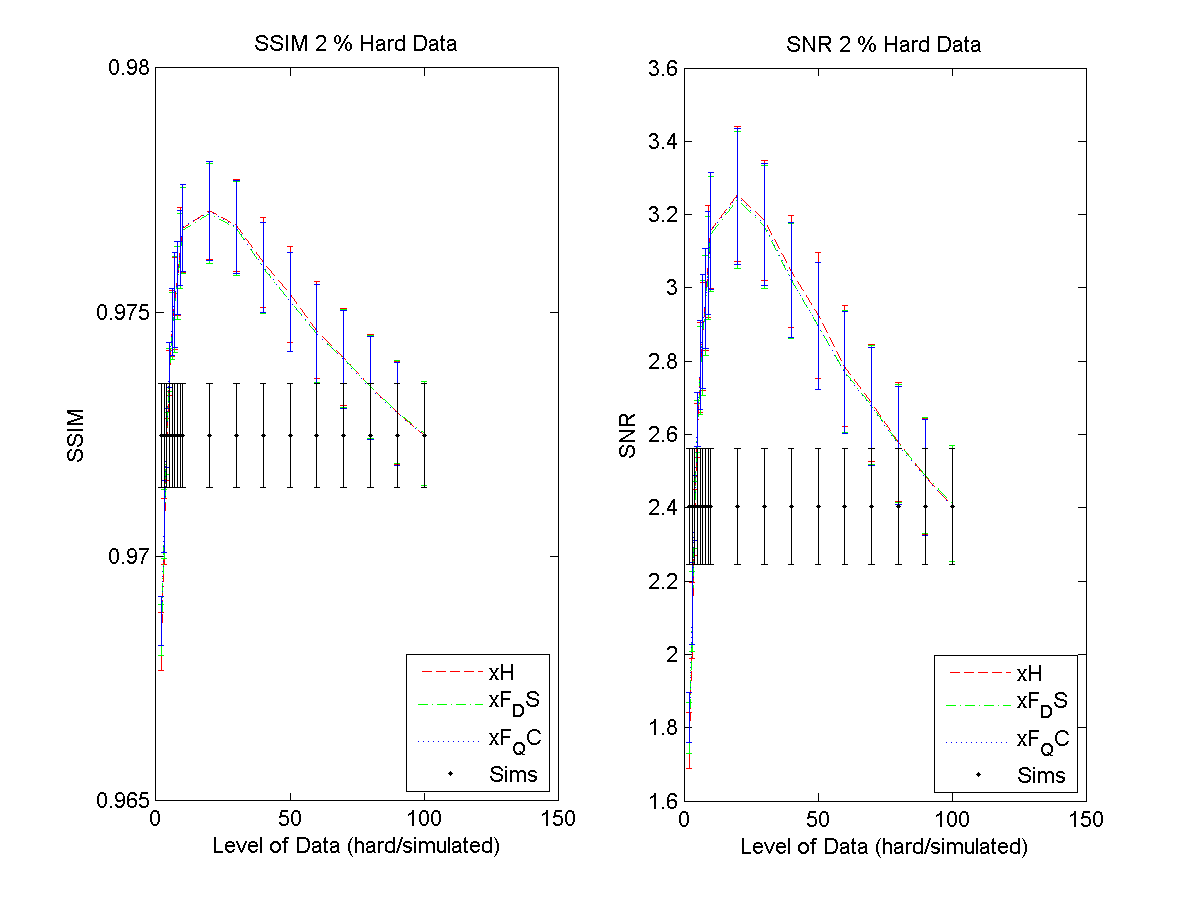 SSIM 2 % Hard Data
0.98
0.975
0.97
0.965
SSIM
0
50
100
150
Level of Data (hard/simulated)
xH
xF_DS
xF_QC
Sims
SNR 2 % Hard Data
3.6
3.4
3.2
3
2.8
2.6
2.4
2.2
2
1.8
1.6
SNR
0
50
100
150
Level of Data (hard/simulated)
xH
xF_DS
xF_QC
Sims